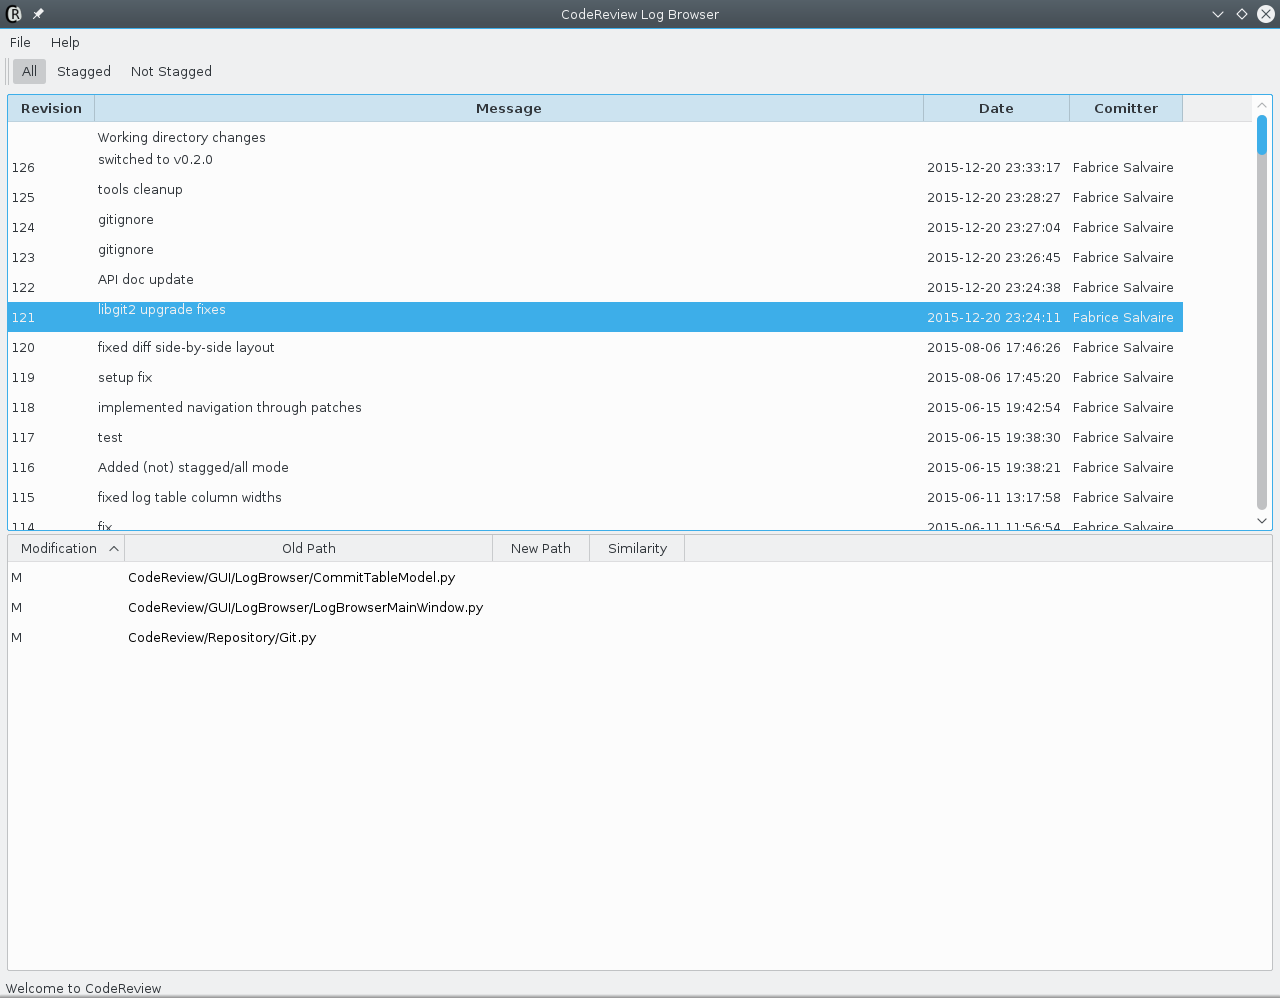 CodeReview Log Browser
File Help
All Stagged Not Stagged
Revision Message Date Comitter
Working directory changes
126 switched to v0.2.0 2015-12-20 23:33:17 Fabrice Salvaire
125 tools cleanup 2015-12-20 23:28:27 Fabrice Salvaire
124 gitignore 2015-12-20 23:27:04 Fabrice Salvaire
123 gitignore 2015-12-20 23:26:45 Fabrice Salvaire
122 API doc update 2015-12-20 23:24:38 Fabrice Salvaire
121 libgit2 upgrade fixes 2015-12-20 23:24:11 Fabrice Salvaire
120 fixed diff side-by-side layout 2015-08-06 17:46:26 Fabrice Salvaire
119 setup fix 2015-08-06 17:45:20 Fabrice Salvaire
118 implemented navigation through patches 2015-06-15 19:42:54 Fabrice Salvaire
117 test 2015-06-15 19:38:30 Fabrice Salvaire
116 Added (not) stagged/all mode 2015-06-15 19:38:21 Fabrice Salvaire
115 fixed log table column widths 2015-06-11 13:17:58 Fabrice Salvaire
114 fix 2015-06-11 11:56:54 Fabrice Salvaire
Modification Old Path New Path Similarity
M CodeReview/GUI/LogBrowser/CommitTableModel.py
M CodeReview/GUI/LogBrowser/LogBrowserMainWindow.py
M CodeReview/Repository/Git.py
Welcome to CodeReview